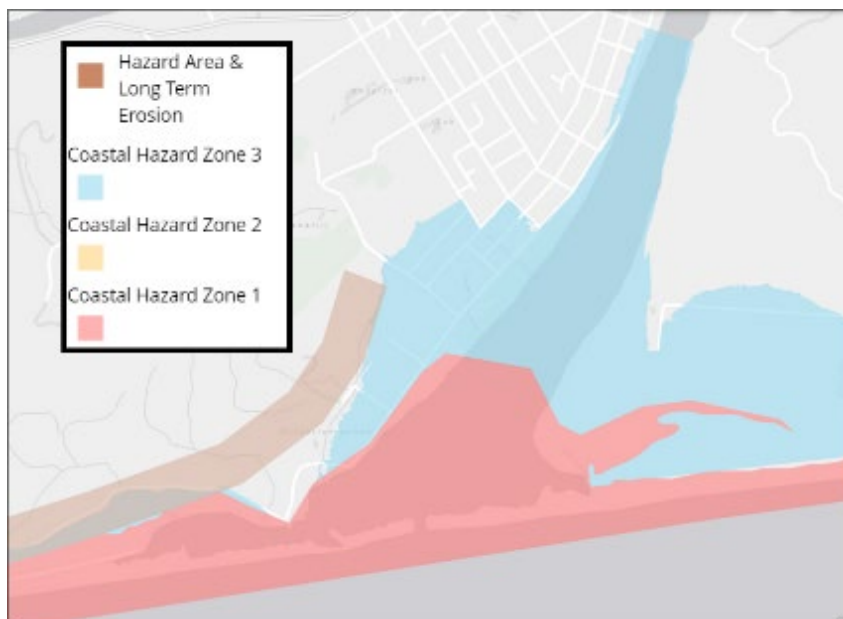 Hazard Area &
Long Term
Erosion
Coastal Hazard Zone 3
Coastal Hazard Zone 2
Coastal Hazard Zone 1